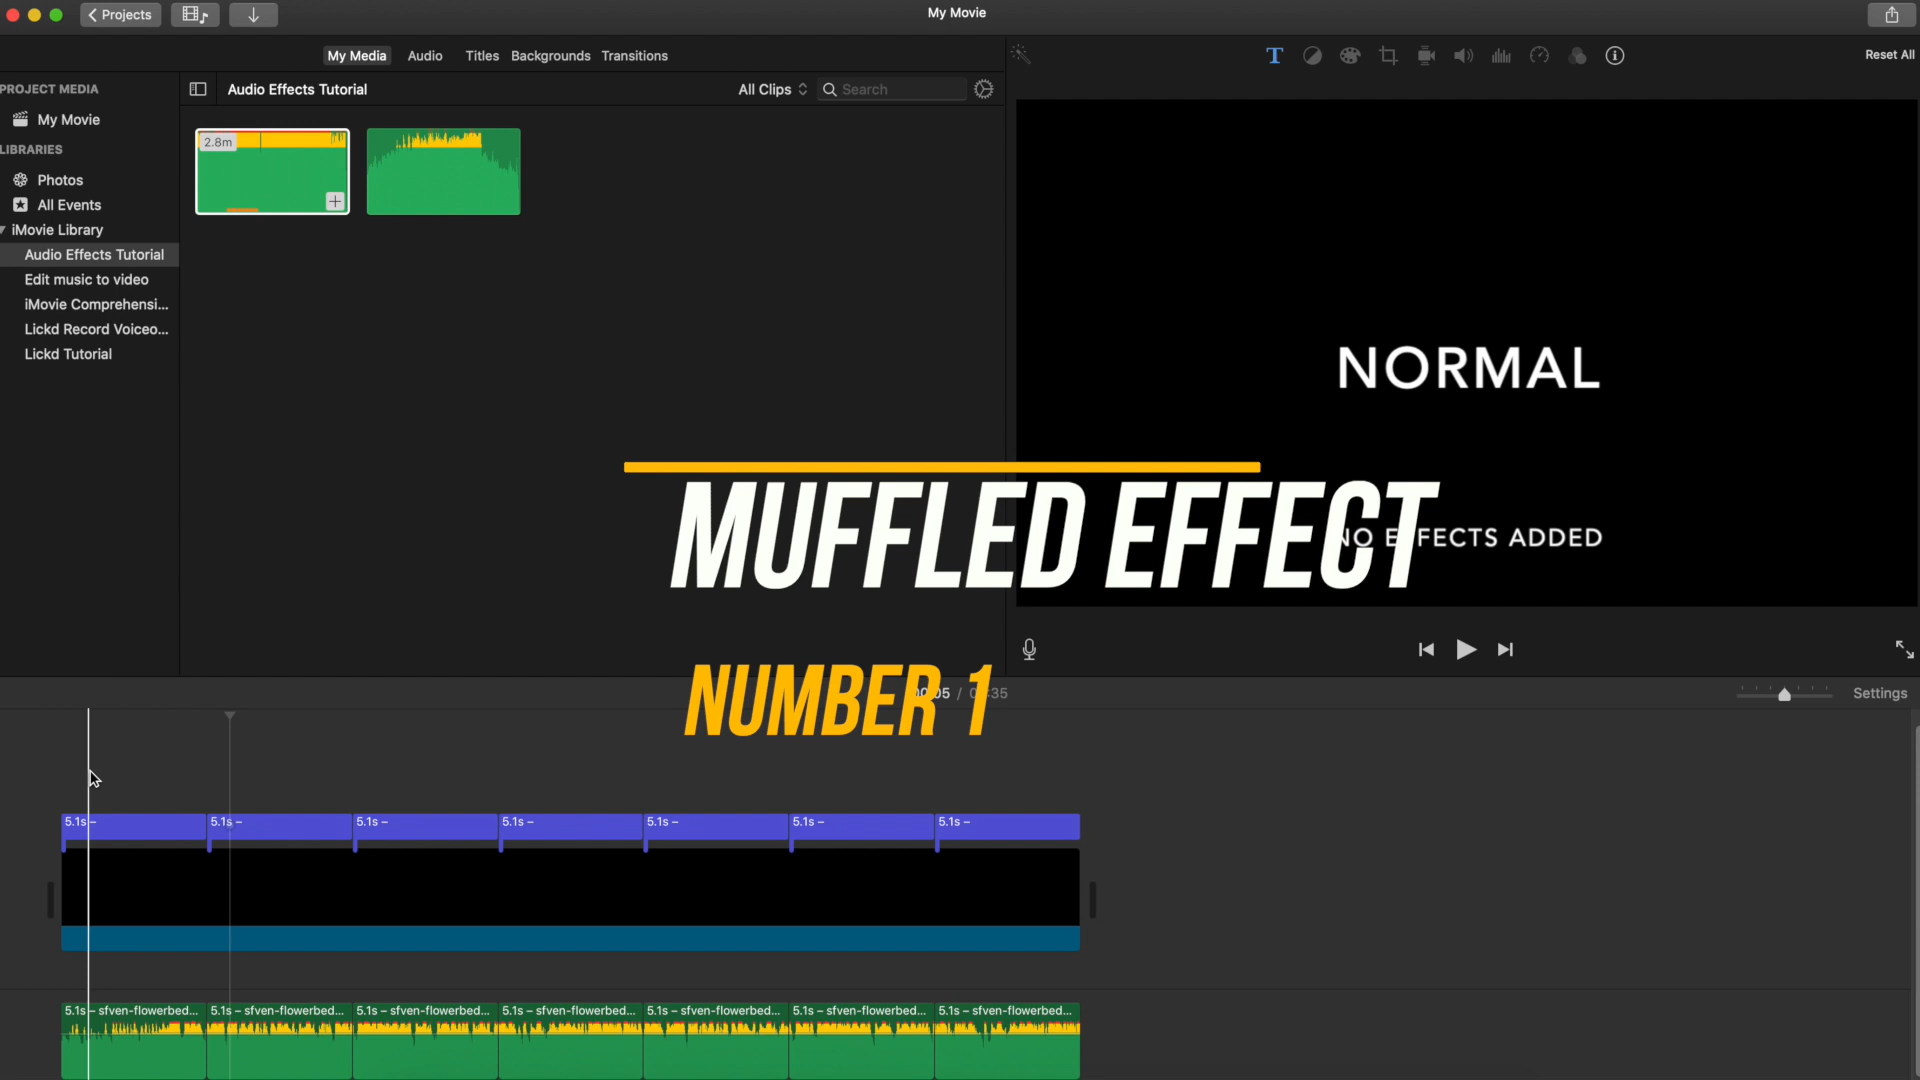 Projects
My Movie
My Media Audio Titles Backgrounds Transitions
T
Reset All
PROJECT MEDIA
Audio Effects Tutorial
All Clips
Search
My Movie
LIBRARIES
2.8m
Photos
All Events
iMovie Library
Audio Effects Tutorial
Edit music to video
iMovie Comprehensi...
Lickd Record Voiceo...
Lickd Tutorial
NORMAL
MUFFLED EFFECT
NO EFFECTS ADDED
NUMBER 1
Settings
5.1s – 5.1s – 5.1s – 5.1s – 5.1s – 5.1s – 5.1s –
5.1s – sfven-flowerbed... 5.1s – sfven-flowerbed... 5.1s – sfven-flowerbed... 5.1s – sfven-flowerbed... 5.1s – sfven-flowerbed... 5.1s – sfven-flowerbed... 5.1s – sfven-flowerbed...